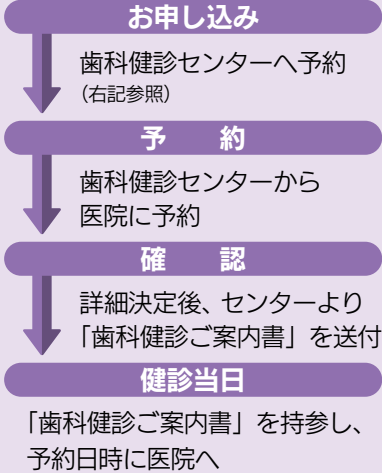 お申し込み
歯科健診センターへ予約
（右記参照）
予　約
歯科健診センターから
医院に予約
確　認
詳細決定後、センターより
「歯科健診ご案内書」を送付
健診当日
「歯科健診ご案内書」を持参し、
予約日時に医院へ